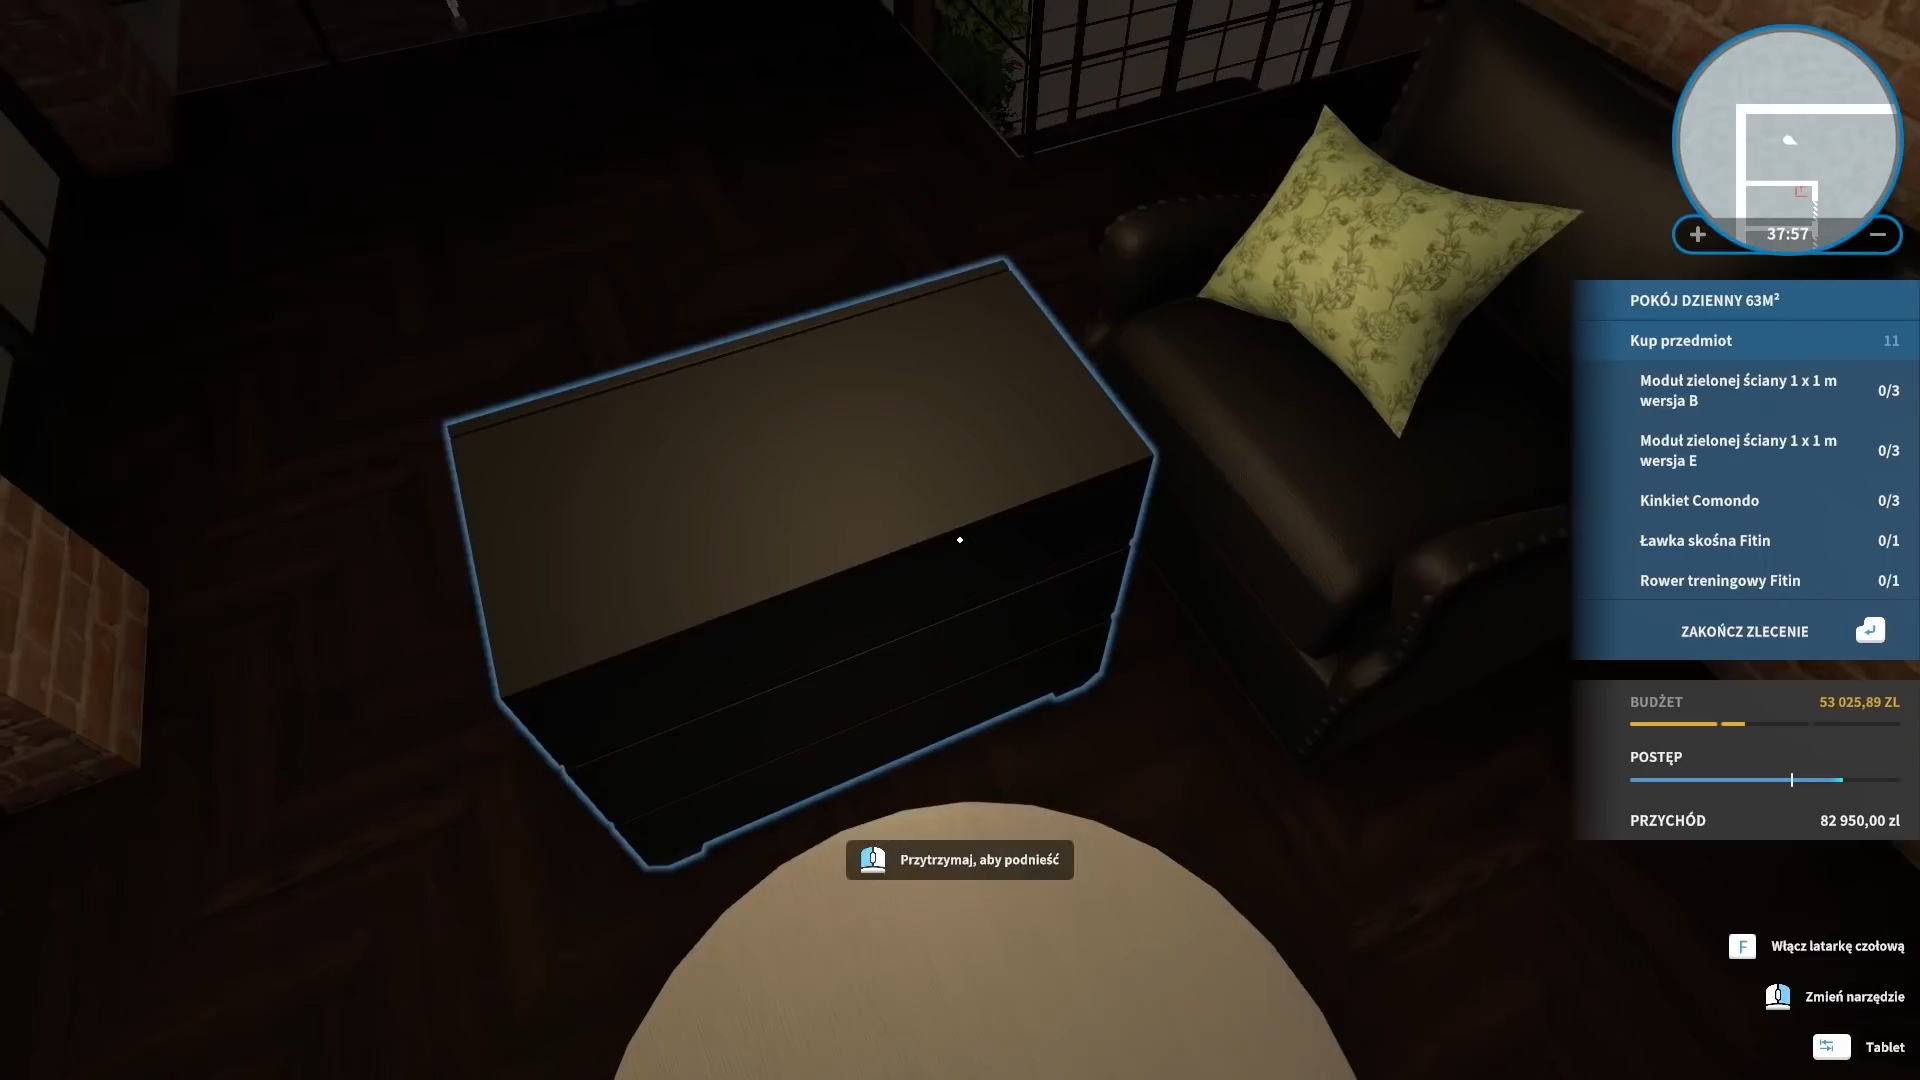 37:57
POKÓJ DZIENNY 63M²
Kup przedmiot 11
Moduł zielonej ściany 1 x 1 m
wersja B 0/3
Moduł zielonej ściany 1 x 1 m
wersja E 0/3
Kinkiet Comondo 0/3
Ławka skośna Fitin 0/1
Rower treningowy Fitin 0/1
ZAKOŃCZ ZLECENIE
BUDŻET 53 025,89 ZL
POSTĘP
PRZYCHÓD 82 950,00 zl
Przytrzymaj, aby podnieść
F Włącz latarkę czołową
Zmień narzędzie
Tablet